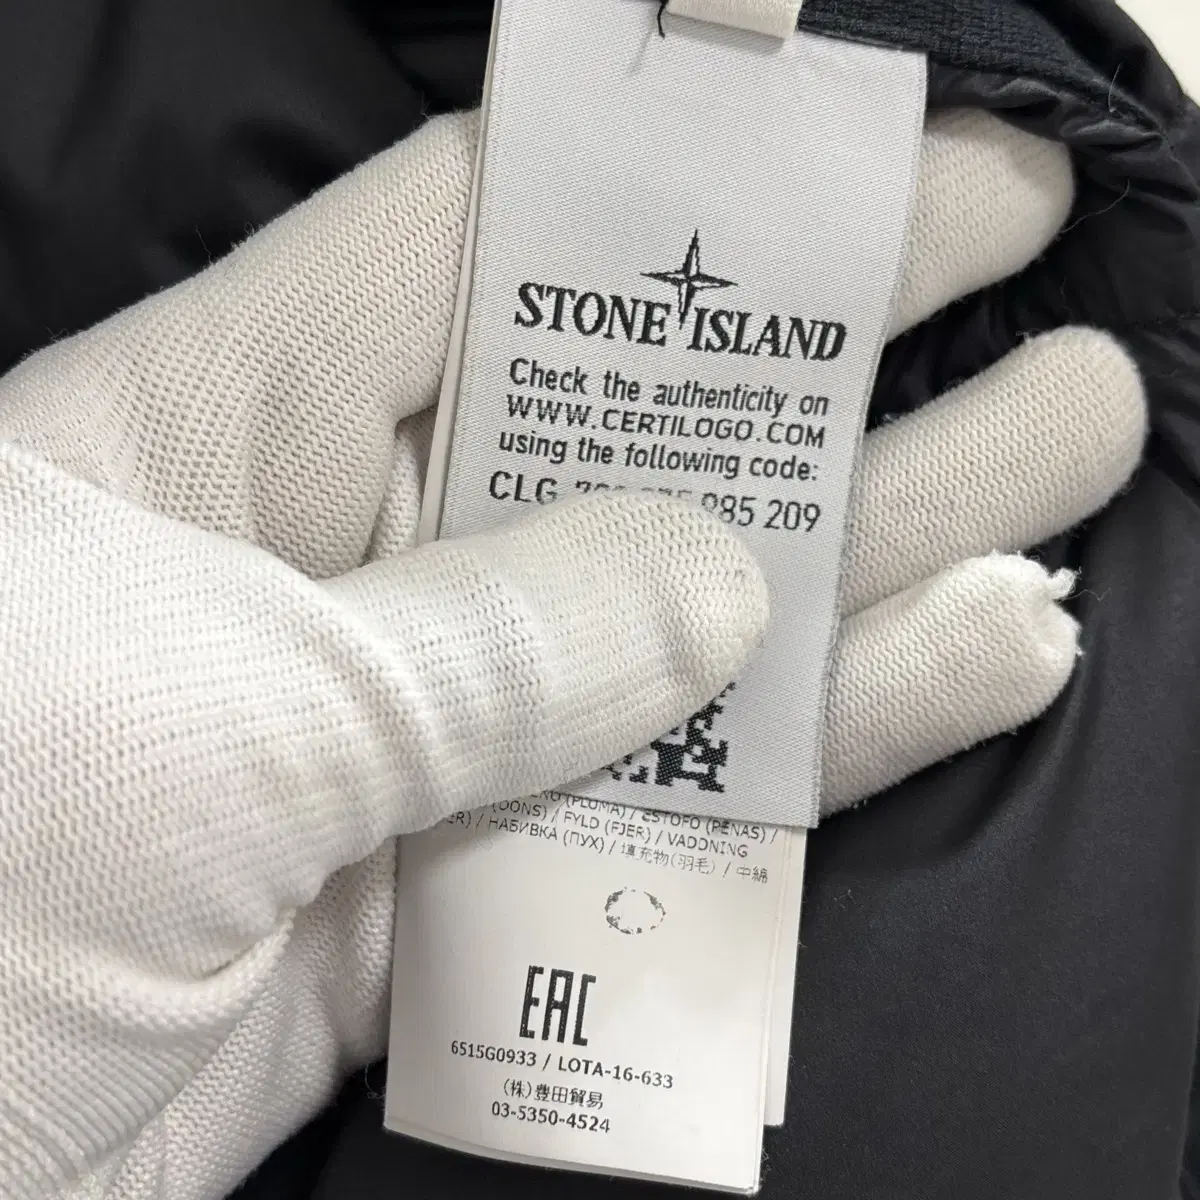 STONE ISLAND
Check the authenticity on
WWW.CERTILOGO.COM
using the following code:
CLG 985 209
(PLUMA) / ESTOFO (PENAS) /
/ FYLD (FJER) / VADDNING
/ НАБИВКА (ПУХ) / 填充物(羽毛) / 中綿
EAC
6515G0933 / LOTA-16-633
(株)豊田貿易
03-5350-4524